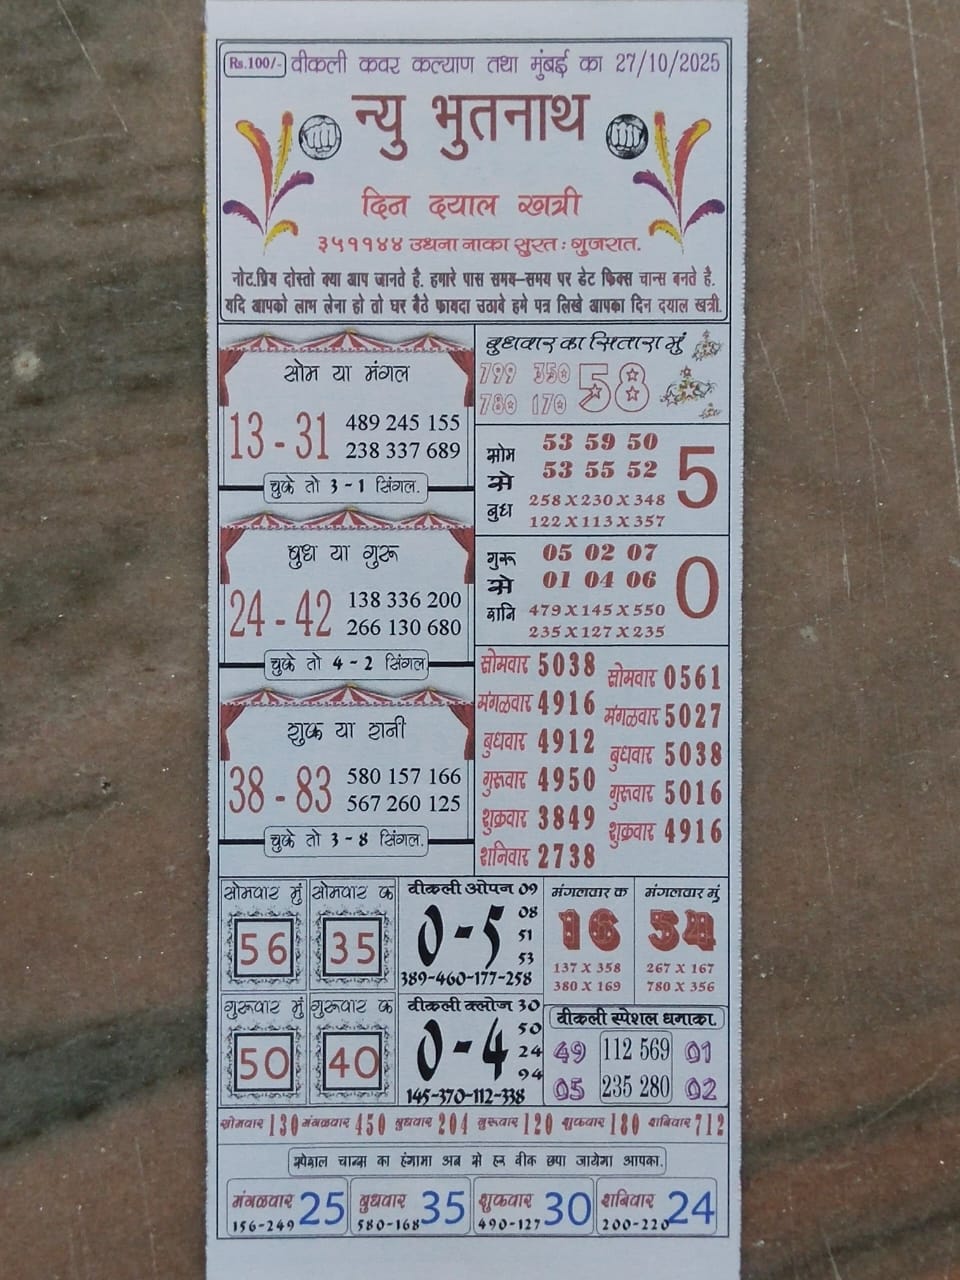 Rs.100/- वीकली कवर कल्याण तथा मुंबई का 27/10/2025
न्यु भुतनाथ
दिन दयाल खत्री
३५११४४ उधना नाका सुरत : गुजरात.
नोट.प्रिय दोस्तो क्या आप जानते है. हमारे पास समय-समय पर डेट फिक्स चान्स बनते है.
यदि आपको लाभ लेना हो तो घर बैठे फायदा उठावे हमे पत्र लिखे आपका दिन दयाल खत्री.
सोम या मंगल
13 - 31
489 245 155
238 337 689
चुके तो 3 - 1 सिंगल.
बुध या गुरू
24 - 42
138 336 200
266 130 680
चुके तो 4 - 2 सिंगल.
शुक्र या शनी
38 - 83
580 157 166
567 260 125
चुके तो 3 - 8 सिंगल.
बुधवार का सितारा मुं
799 350
780 170
58
सोम से बुध
53 59 50
53 55 52
258 X 230 X 348
122 X 113 X 357
5
गुरू से शनि
05 02 07
01 04 06
479 X 145 X 550
235 X 127 X 235
0
सोमवार 5038
मंगळवार 4916
बुधवार 4912
गुरूवार 4950
शुक्रवार 3849
शनिवार 2738
सोमवार 0561
मंगळवार 5027
बुधवार 5038
गुरूवार 5016
शुक्रवार 4916
सोमवार मुं
56
सोमवार क
35
वीकली ओपन 09
0 - 5
08
51
53
389-460-177-258
मंगलवार क
16
137 X 358
380 X 169
मंगलवार मुं
54
267 X 167
780 X 356
गुरूवार मुं
50
गुरूवार क
40
वीकली क्लोज 30
0 - 4
50
24
94
145-370-112-338
वीकली स्पेशल धमाका.
49 112 569 01
05 235 280 02
सोमवार 130 मंगळवार 450 बुधवार 204 गुरूवार 120 शुक्रवार 180 शनिवार 712
स्पेशल चान्स का हंगामा अब से हर वीक छपा जायेगा आपका.
मंगळवार 25
156-249
बुधवार 35
580-168
शुक्रवार 30
490-127
शनिवार 24
200-220